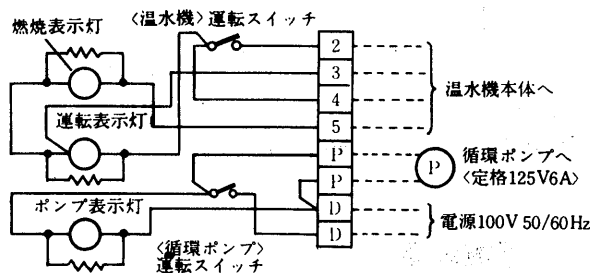 〈温水機〉運転スイッチ
燃焼表示灯
運転表示灯
ポンプ表示灯
〈循環ポンプ〉
運転スイッチ
2
3
4
5
P
P
D
D
温水機本体へ
P
循環ポンプへ
〈定格125V6A〉
電源100V 50/60Hz